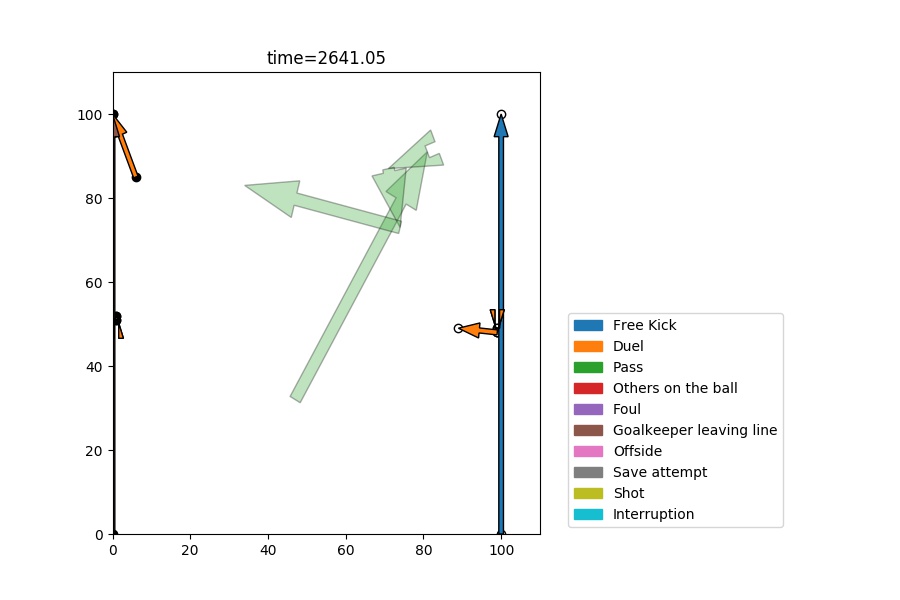 time=2641.05
100
80
60
40
20
0
0
20
40
60
80
100
Free Kick
Duel
Pass
Others on the ball
Foul
Goalkeeper leaving line
Offside
Save attempt
Shot
Interruption